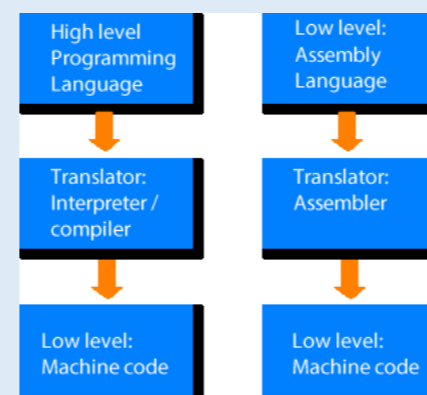 High level
Programming
Language
Translator:
Interpreter /
compiler
Low level:
Machine code
Low level:
Assembly
Language
Translator:
Assembler
Low level:
Machine code